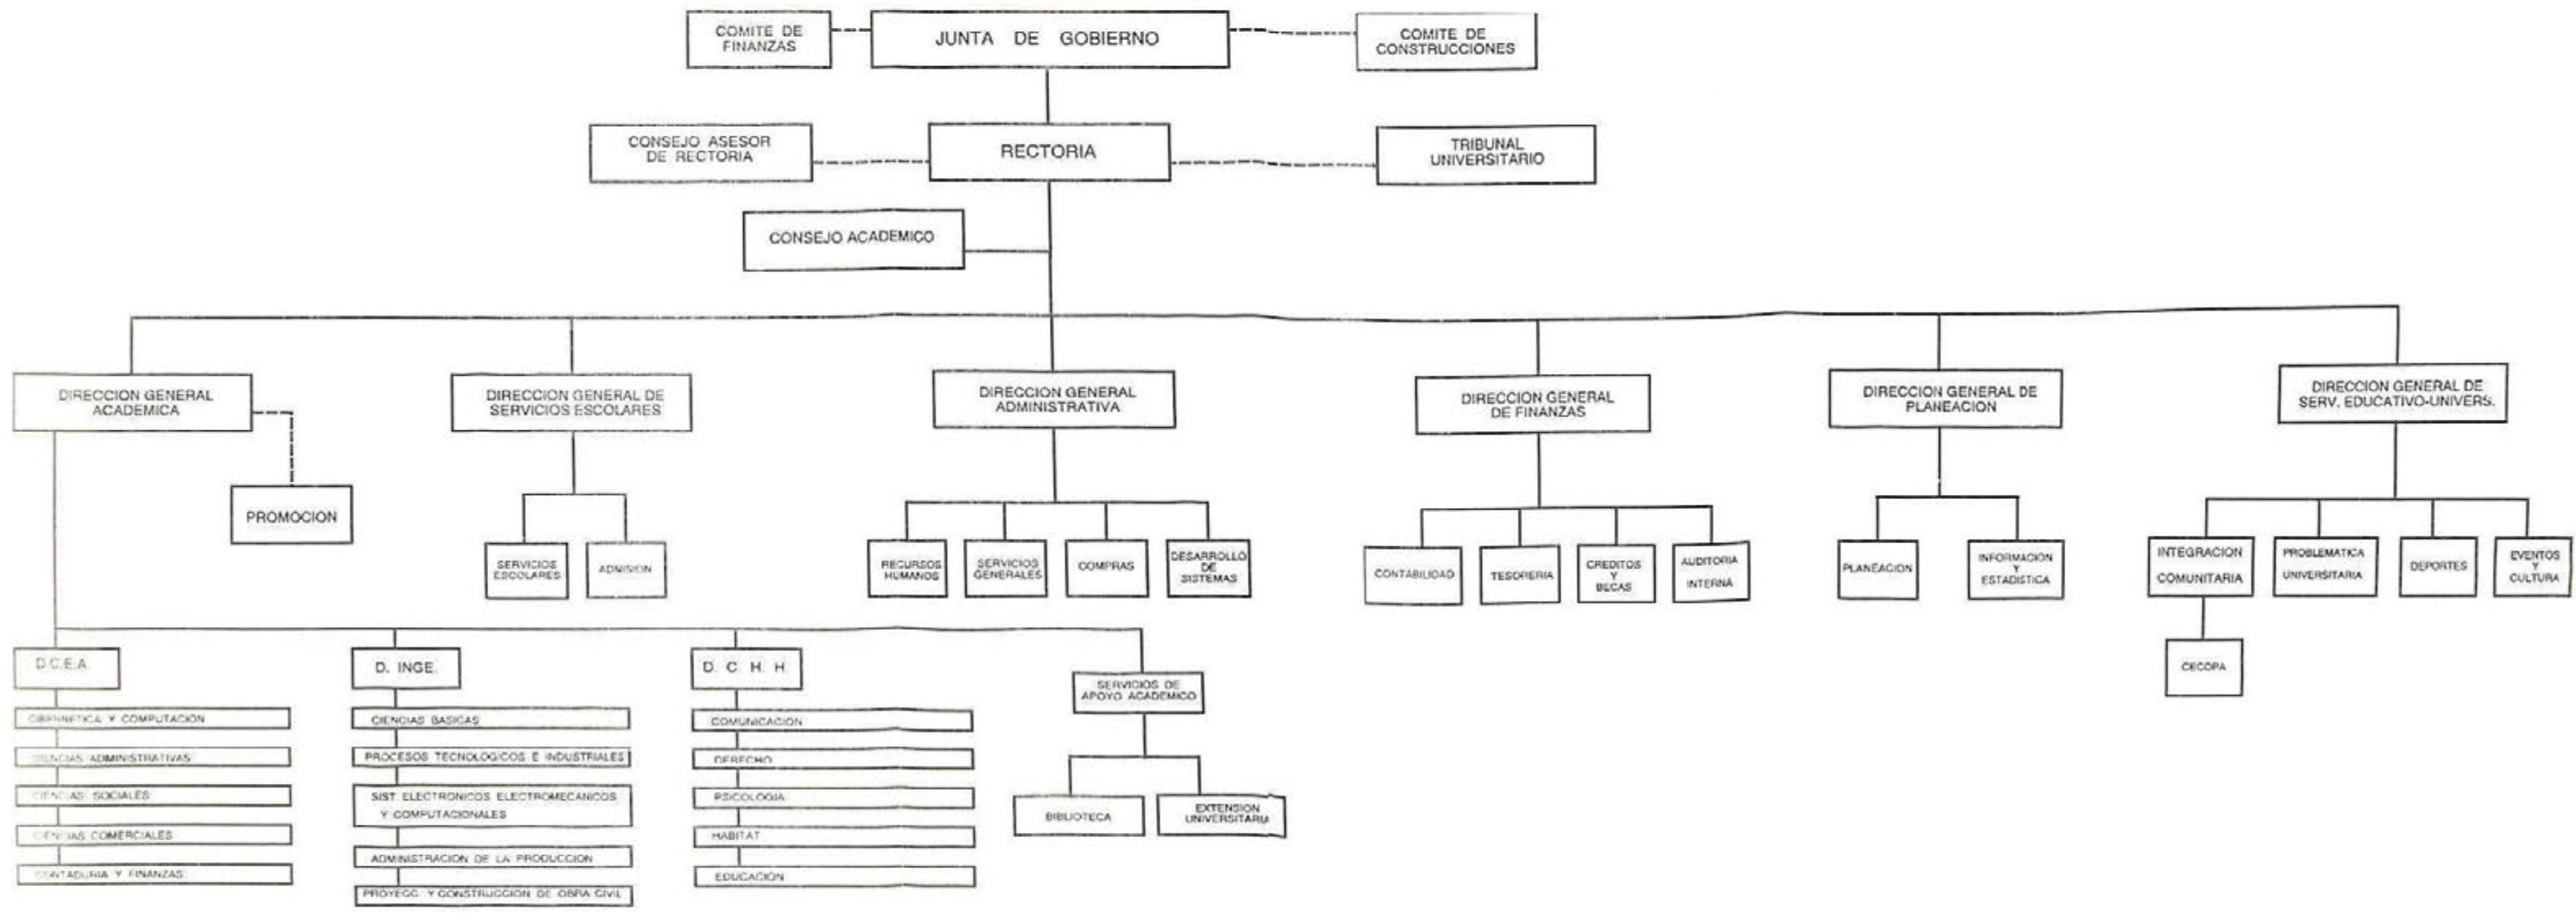 COMITE DE
FINANZAS
JUNTA DE GOBIERNO
COMITE DE
CONSTRUCCIONES
CONSEJO ASESOR
DE RECTORIA
RECTORIA
TRIBUNAL
UNIVERSITARIO
CONSEJO ACADEMICO
DIRECCION GENERAL
ACADEMICA
DIRECCION GENERAL DE
SERVICIOS ESCOLARES
DIRECCION GENERAL
ADMINISTRATIVA
DIRECCION GENERAL
DE FINANZAS
DIRECCION GENERAL DE
PLANEACION
DIRECCION GENERAL DE
SERV. EDUCATIVO-UNIVERS.
PROMOCION
SERVICIOS
ESCOLARES
ADMISION
RECURSOS
HUMANOS
SERVICIOS
GENERALES
COMPRAS
DESARROLLO
DE
SISTEMAS
CONTABILIDAD
TESORERIA
CREDITOS
Y
BECAS
AUDITORIA
INTERNA
PLANEACION
INFORMACION
Y
ESTADISTICA
INTEGRACION
COMUNITARIA
PROBLEMATICA
UNIVERSITARIA
DEPORTES
EVENTOS
Y
CULTURA
CECOPA
D.C.E.A.
CIBERNETICA Y COMPUTACION
CIENCIAS ADMINISTRATIVAS
CIENCIAS SOCIALES
CIENCIAS COMERCIALES
CONTADURIA Y FINANZAS
D. INGE.
CIENCIAS BASICAS
PROCESOS TECNOLOGICOS E INDUSTRIALES
SIST ELECTRONICOS ELECTROMECANICOS
Y COMPUTACIONALES
ADMINISTRACION DE LA PRODUCCION
PROYECC. Y CONSTRUCCION DE OBRA CIVIL
D. C. H. H.
COMUNICACION
DERECHO
PSICOLOGIA
HABITAT
EDUCACION
SERVICIOS DE
APOYO ACADEMICO
BIBLIOTECA
EXTENSION
UNIVERSITARIA